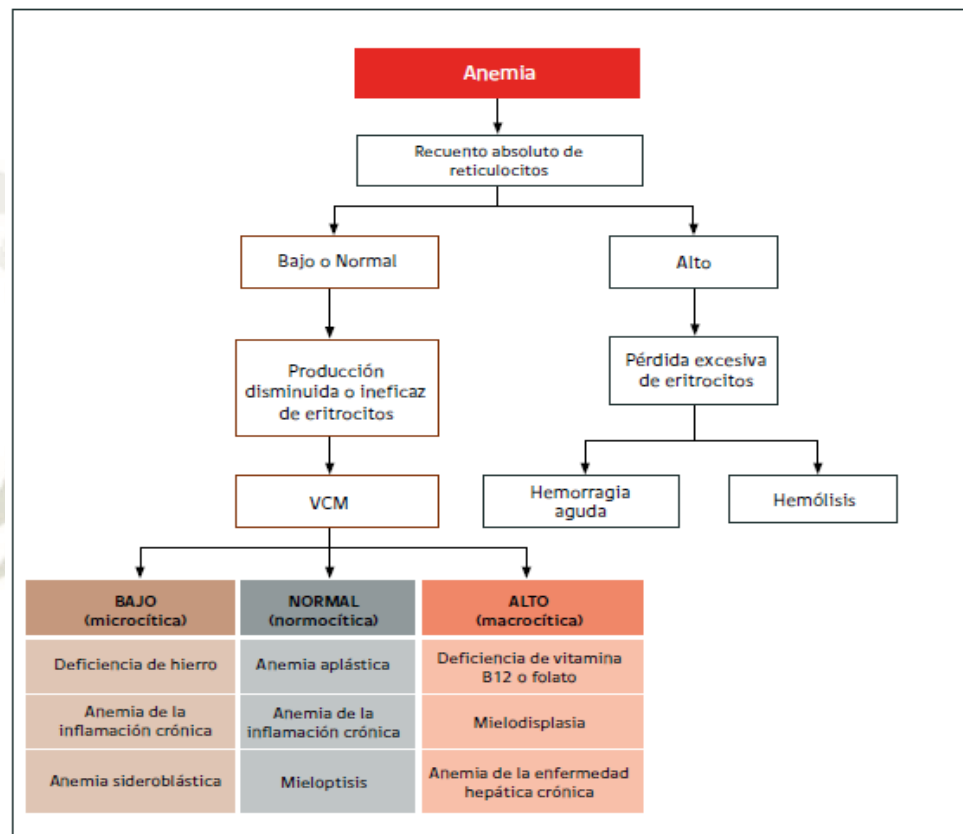 Anemia
Recuento absoluto de
reticulocitos
Bajo o Normal
Alto
Producción
disminuida o ineficaz
de eritrocitos
Pérdida excesiva
de eritrocitos
VCM
Hemorragia
aguda
Hemólisis
BAJO
(microcítica)
NORMAL
(normocítica)
ALTO
(macrocítica)
Deficiencia de hierro
Anemia aplástica
Deficiencia de vitamina
B12 o folato
Anemia de la
inflamación crónica
Anemia de la
inflamación crónica
Mielodisplasia
Anemia sideroblástica
Mieloptisis
Anemia de la enfermedad
hepática crónica